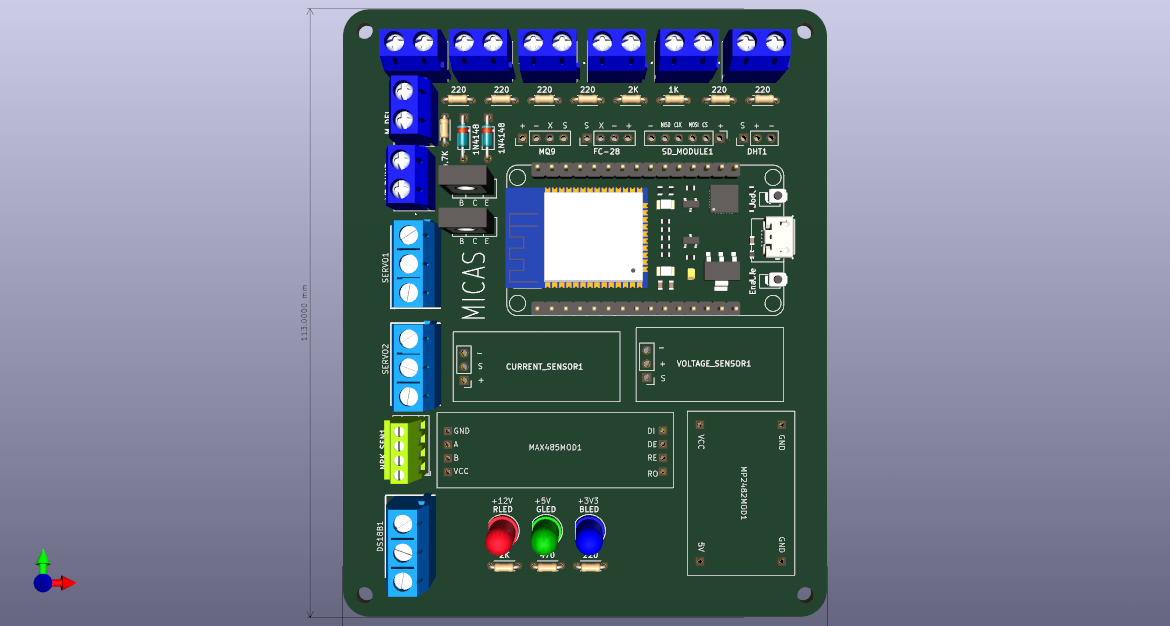 220 220 220 220 2K 1K 220 220
1N4148
1N4148
.7K
+ - X S
S X - +
- MISO CLK MOSI CS +
S + -
MQ9
FC-28
SD_MODULE1
DHT1
B C E
B C E
SERVO1
MICAS
113.0000 mm
SERVO2
-
S
+
CURRENT_SENSOR1
-
+
S
VOLTAGE_SENSOR1
NPK_SEN1
GND
A
B
VCC
MAX485MOD1
DI
DE
RE
RO
VCC
GND
MP2482MOD1
5V
GND
DS18B1
+12V +5V +3V3
RLED GLED BLED
2K 470 220